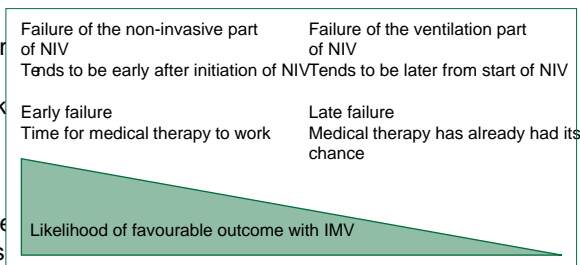 Failure of the non-invasive part
of NIV
Tends to be early after initiation of NIV
Failure of the ventilation part
of NIV
Tends to be later from start of NIV
Early failure
Time for medical therapy to work
Late failure
Medical therapy has already had its
chance
Likelihood of favourable outcome with IMV